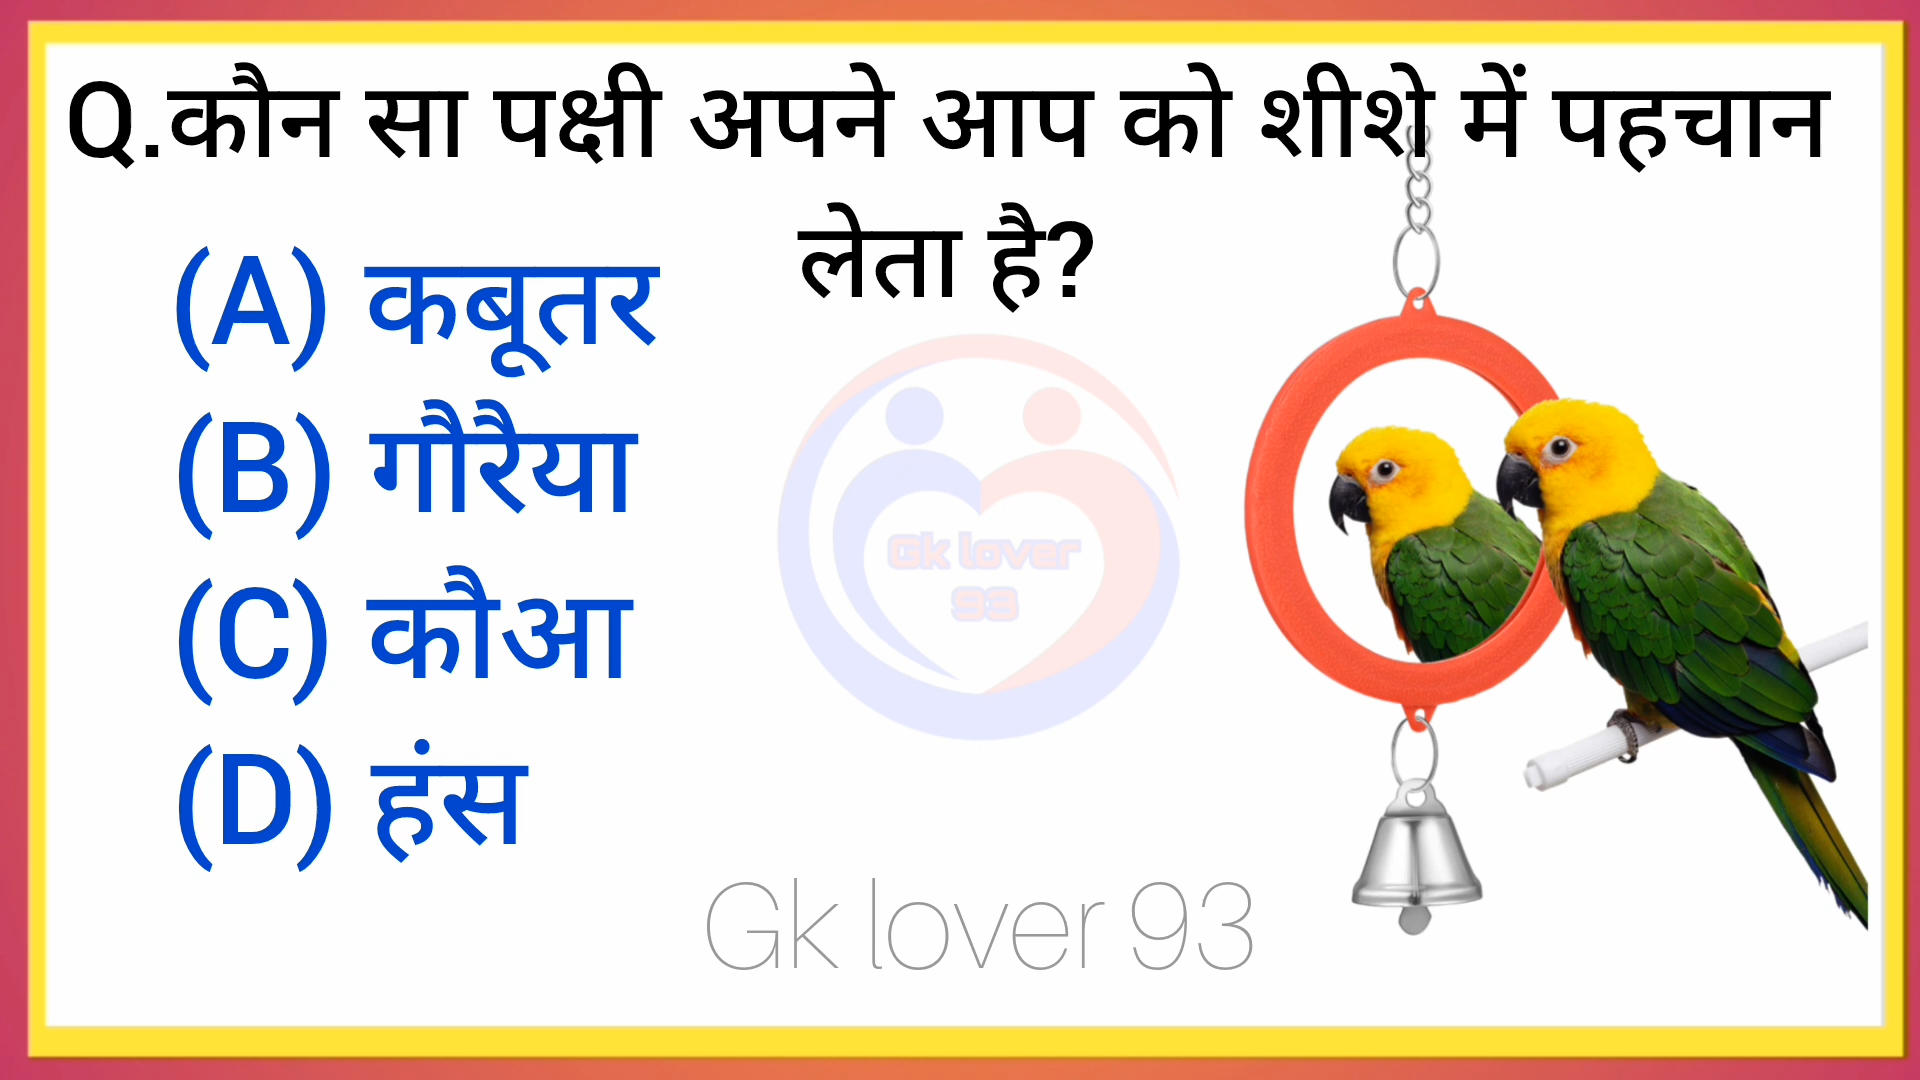 Q.कौन सा पक्षी अपने आप को शीशे में पहचान
लेता है?
(A) कबूतर
(B) गौरैया
(C) कौआ
(D) हंस
Gk lover
93
Gk lover 93